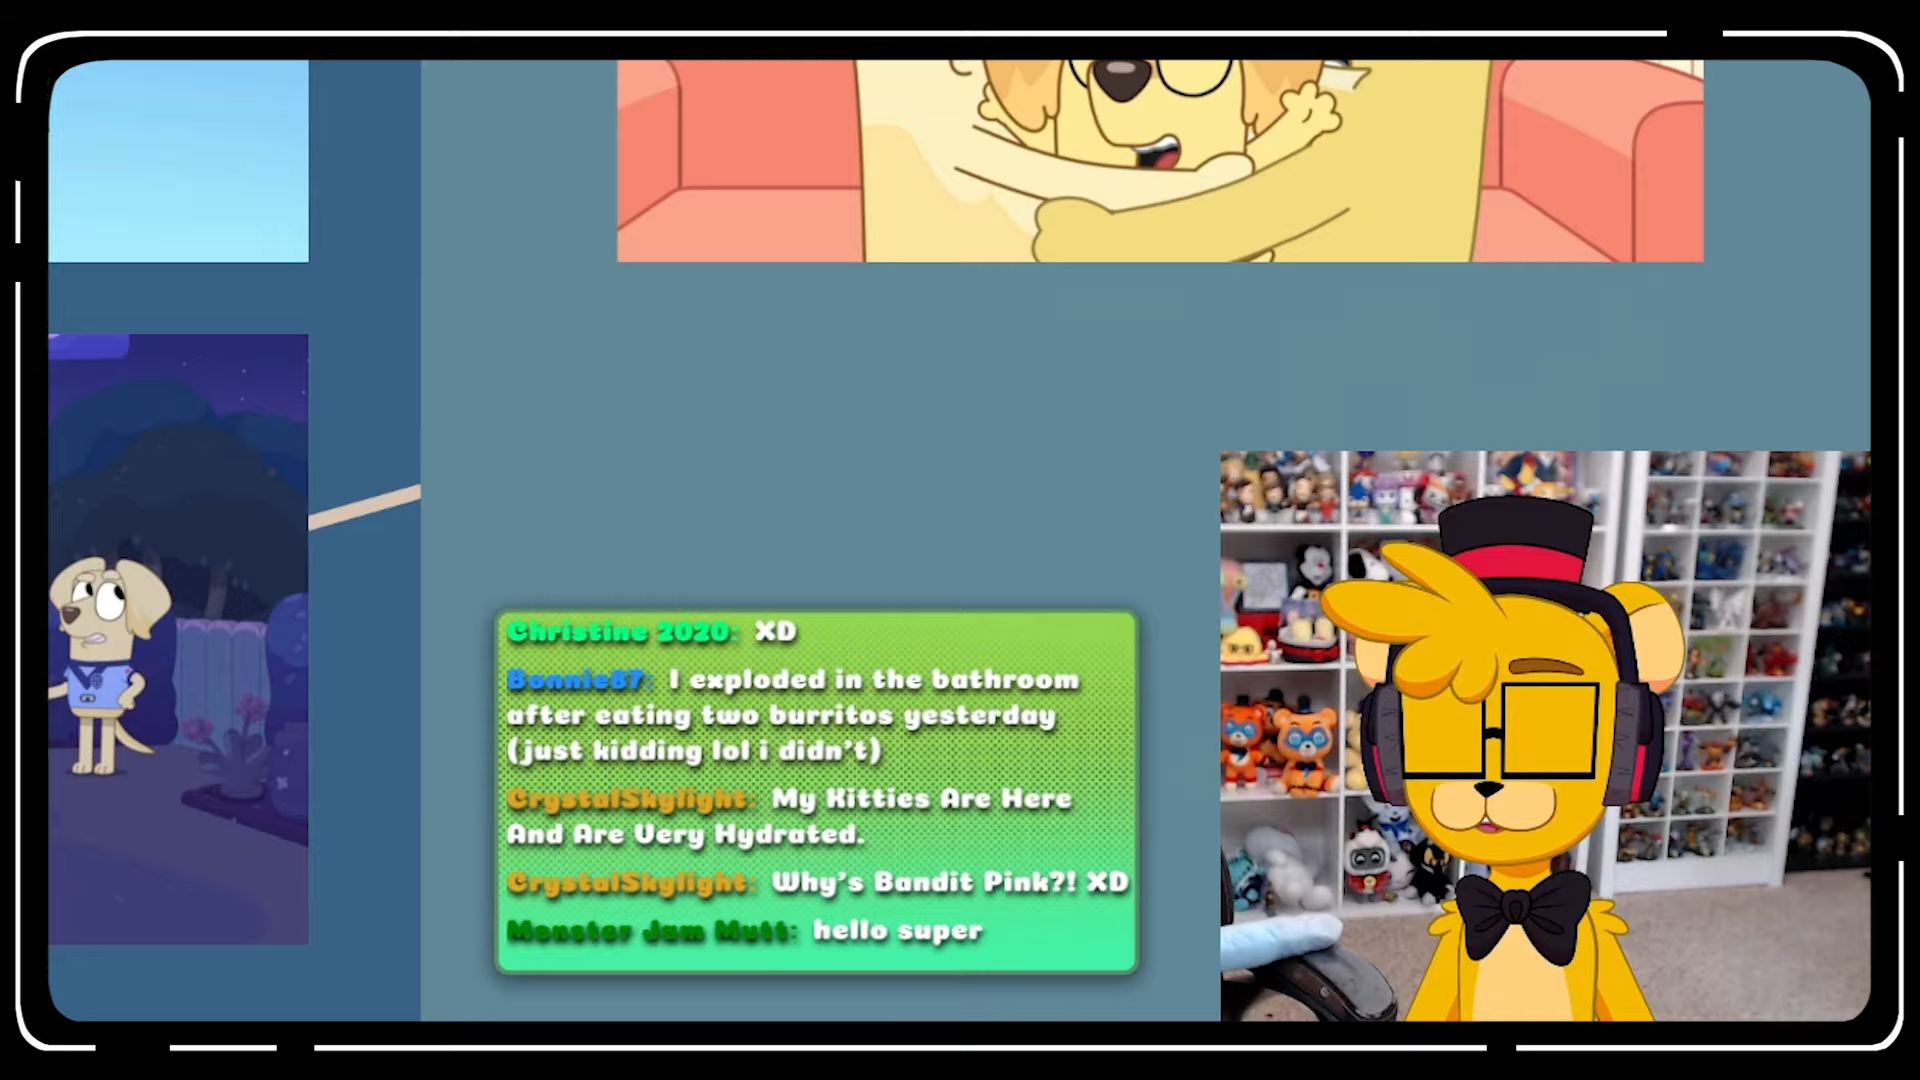 Christine 2020: XD
Bonnie87: I exploded in the bathroom
after eating two burritos yesterday
(just kidding lol i didn't)
CrystalSkylight: My Kitties Are Here
And Are Very Hydrated.
CrystalSkylight: Why's Bandit Pink?! XD
Monster Jam Mutt: hello super